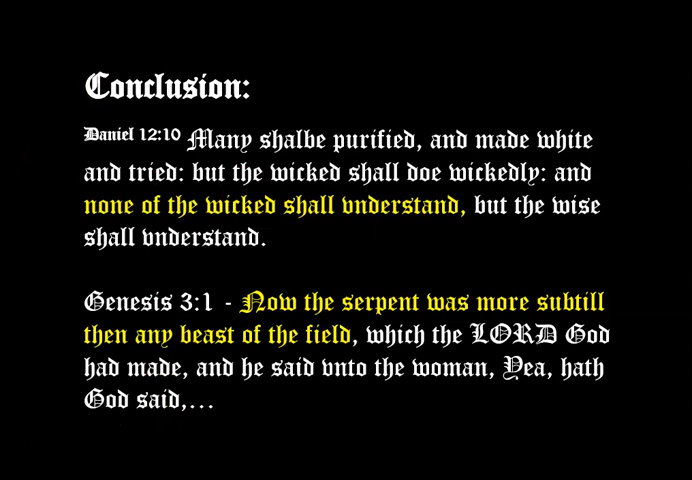 Conclusion:
Daniel 12:10 Many shalbe purified, and made white
and tried: but the wicked shall doe wickedly: and
none of the wicked shall vnderstand, but the wise
shall vnderstand.
Genesis 3:1 - Now the serpent was more subtill
then any beast of the field, which the LORD God
had made, and he said vnto the woman, Yea, hath
God said,...